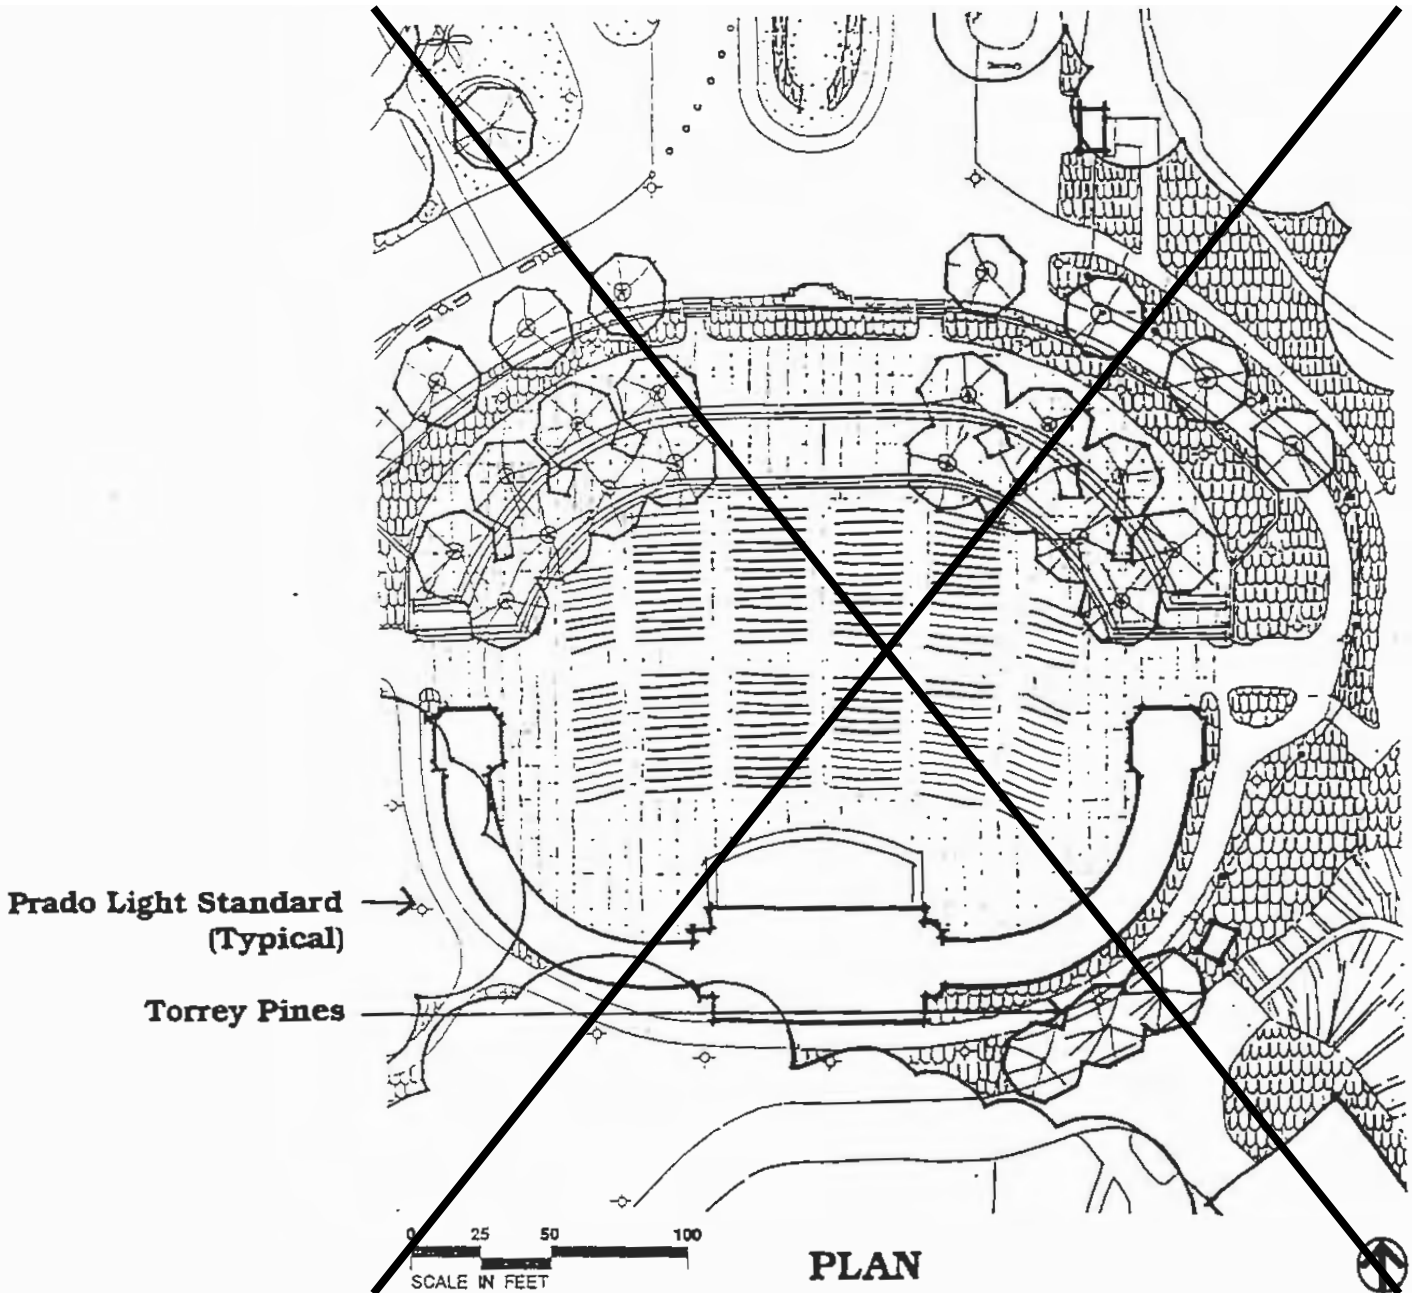 Prado Light Standard
(Typical)
Torrey Pines
0 25 50 100
SCALE IN FEET
PLAN